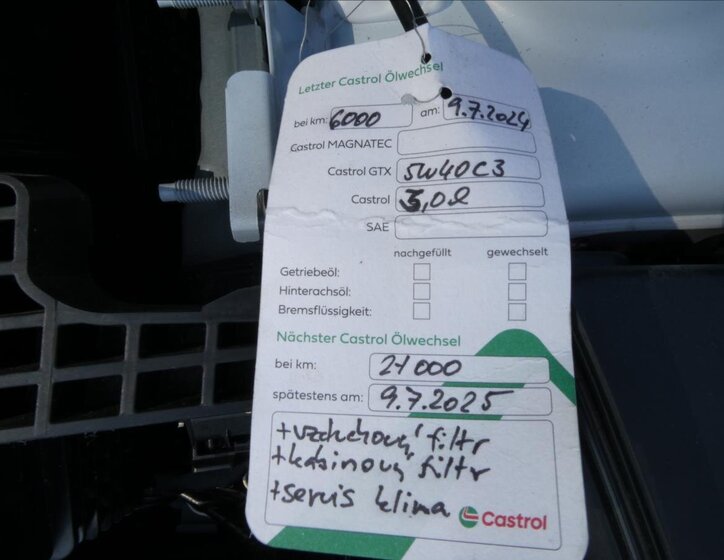 Letzter Castrol Ölwechsel
bei km: 6000 am: 9.7.2024
Castrol MAGNATEC
Castrol GTX 5W40C3
Castrol 5,0l
SAE
nachgefüllt gewechselt
Getriebeöl:
Hinterachsöl:
Bremsflüssigkeit:
Nächster Castrol Ölwechsel
bei km: 21000
spätestens am: 9.7.2025
+vzduchový filtr
+kabinový filtr
+servis klima
Castrol